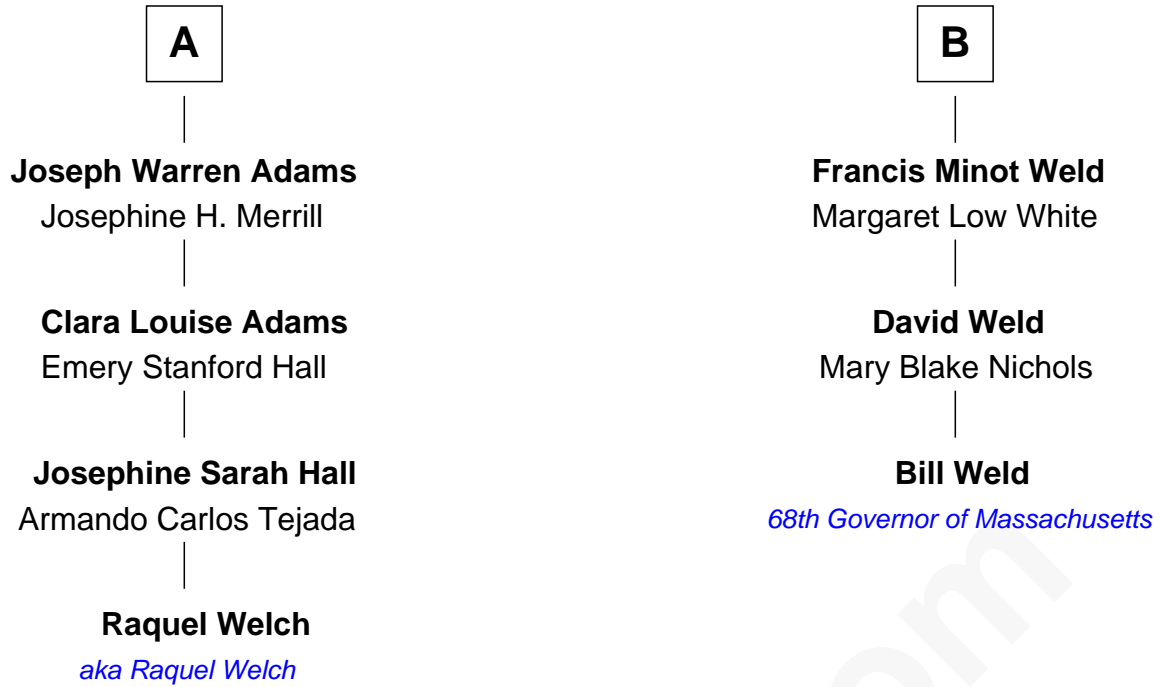 A
Joseph Warren Adams
Josephine H. Merrill
Clara Louise Adams
Emery Stanford Hall
Josephine Sarah Hall
Armando Carlos Tejada
Raquel Welch
aka Raquel Welch
B
Francis Minot Weld
Margaret Low White
David Weld
Mary Blake Nichols
Bill Weld
68th Governor of Massachusetts
om